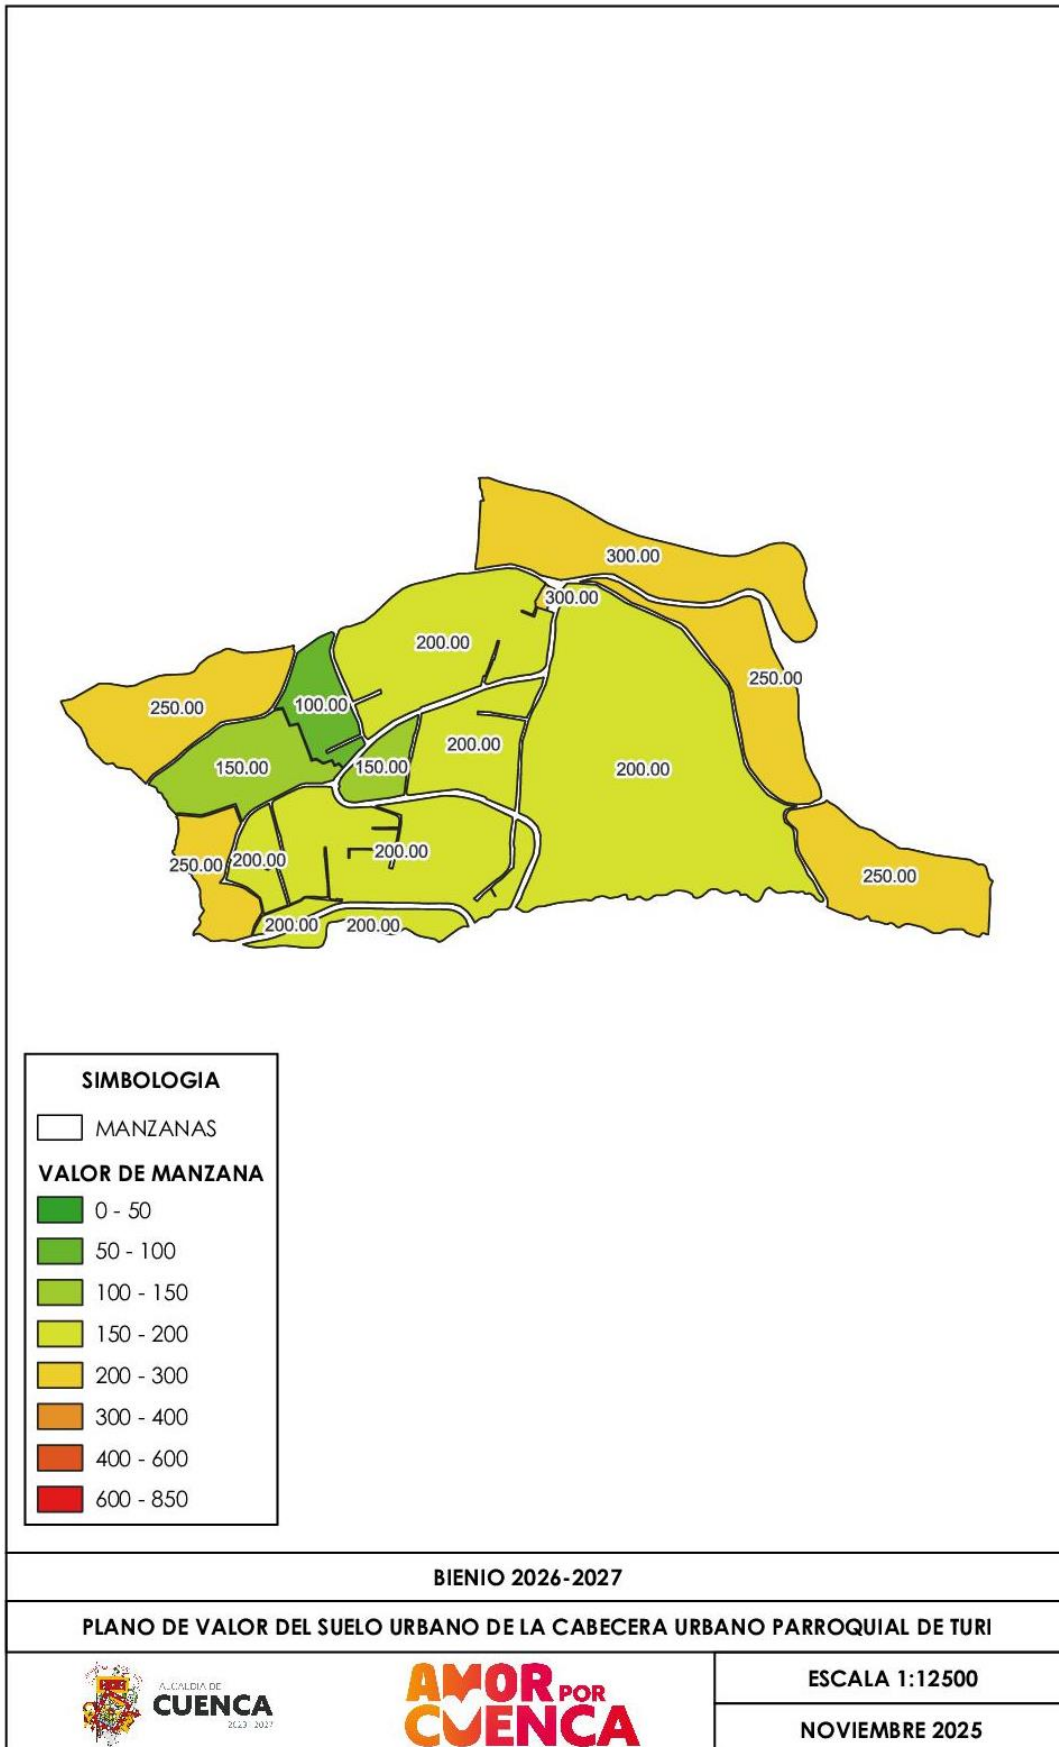 300.00
300.00
200.00
250.00
100.00
250.00
200.00
150.00
150.00
200.00
200.00
250.00
200.00
250.00
200.00
200.00
SIMBOLOGIA
MANZANAS
VALOR DE MANZANA
0 - 50
50 - 100
100 - 150
150 - 200
200 - 300
300 - 400
400 - 600
600 - 850
BIENIO 2026-2027
PLANO DE VALOR DEL SUELO URBANO DE LA CABECERA URBANO PARROQUIAL DE TURI
ALCALDIA DE
CUENCA
2023 2027
AMOR POR
CUENCA
ESCALA 1:12500
NOVIEMBRE 2025